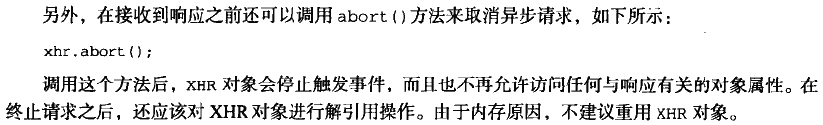 另外，在接收到响应之前还可以调用 abort()方法来取消异步请求，如下所示：
xhr.abort();
调用这个方法后，XHR 对象会停止触发事件，而且也不再允许访问任何与响应有关的对象属性。在
终止请求之后，还应该对 XHR 对象进行解引用操作。由于内存原因，不建议重用 XHR 对象。